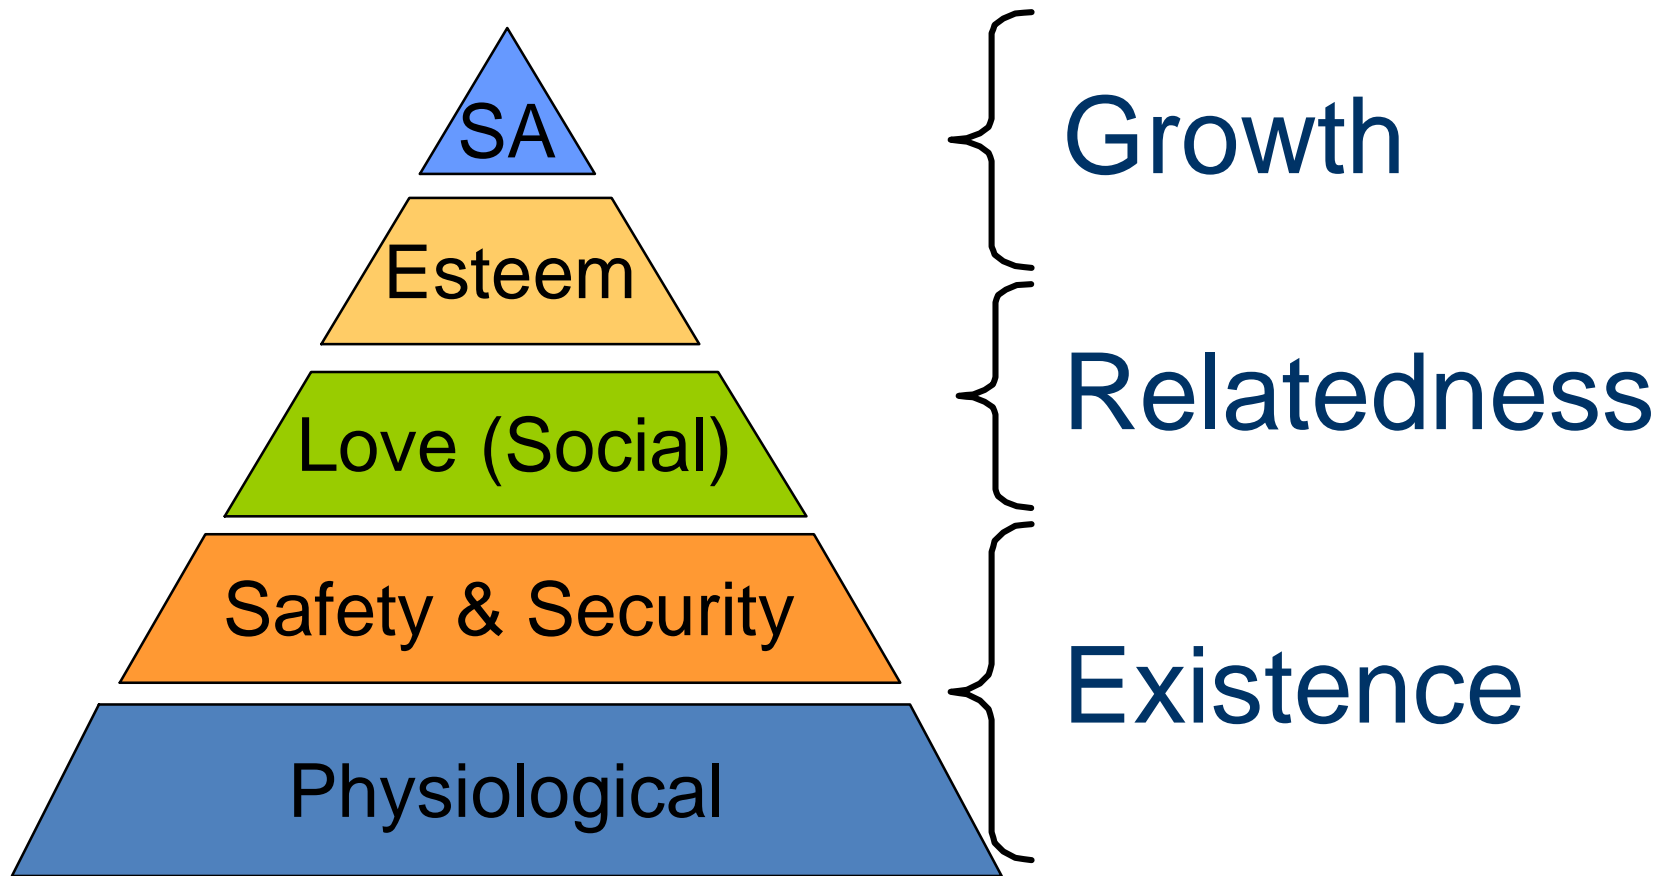 SA
Esteem
Love (Social)
Safety & Security
Physiological
Growth
Relatedness
Existence